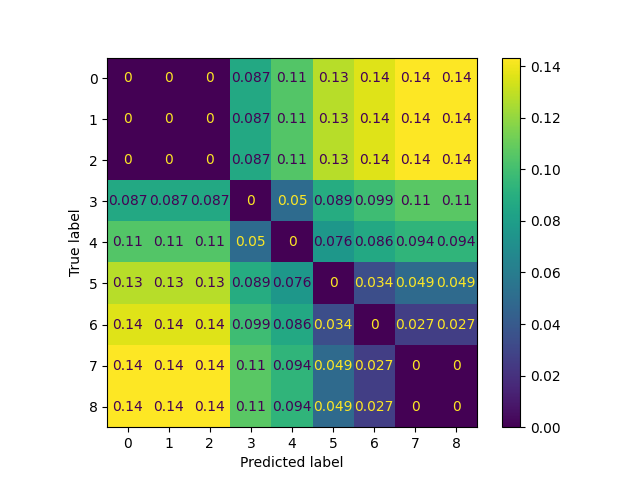 0 0 0 0 0.087 0.11 0.13 0.14 0.14 0.14 0.14
1 0 0 0 0.087 0.11 0.13 0.14 0.14 0.14 0.12
2 0 0 0 0.087 0.11 0.13 0.14 0.14 0.14 0.10
3 0.087 0.087 0.087 0 0.05 0.089 0.099 0.11 0.11 0.08
4 0.11 0.11 0.11 0.05 0 0.076 0.086 0.094 0.094 0.06
5 0.13 0.13 0.13 0.089 0.076 0 0.034 0.049 0.049 0.04
6 0.14 0.14 0.14 0.099 0.086 0.034 0 0.027 0.027 0.02
7 0.14 0.14 0.14 0.11 0.094 0.049 0.027 0 0
8 0.14 0.14 0.14 0.11 0.094 0.049 0.027 0 0 0.00
0 1 2 3 4 5 6 7 8
Predicted label
True label